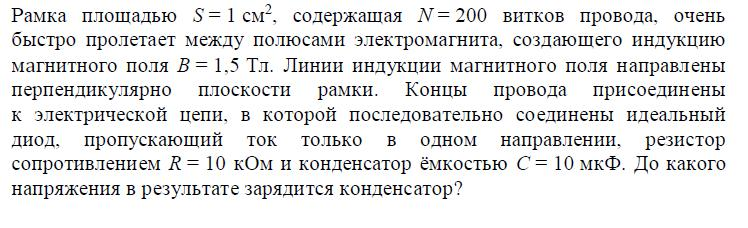 Рамка площадью S = 1 см², содержащая N = 200 витков провода, очень
быстро пролетает между полюсами электромагнита, создающего индукцию
магнитного поля B = 1,5 Тл. Линии индукции магнитного поля направлены
перпендикулярно плоскости рамки. Концы провода присоединены
к электрической цепи, в которой последовательно соединены идеальный
диод, пропускающий ток только в одном направлении, резистор
сопротивлением R = 10 кОм и конденсатор ёмкостью C = 10 мкФ. До какого
напряжения в результате зарядится конденсатор?